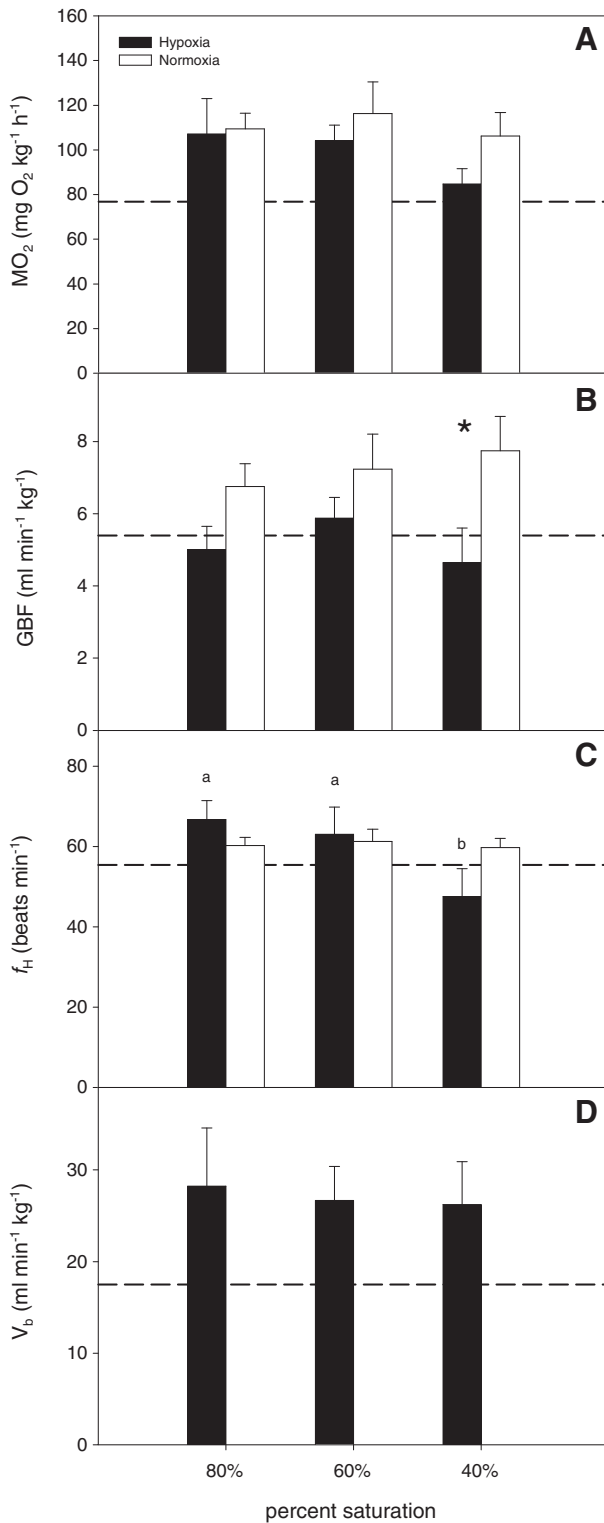 A
Hypoxia
Normoxia
MO₂ (mg O₂ kg⁻¹ h⁻¹)
160
140
120
100
80
60
40
20
0
B
*
GBF (ml min⁻¹ kg⁻¹)
8
6
4
2
0
C
a a b
fH (beats min⁻¹)
80
60
40
20
0
D
Vb (ml min⁻¹ kg⁻¹)
30
20
10
0
80% 60% 40%
percent saturation